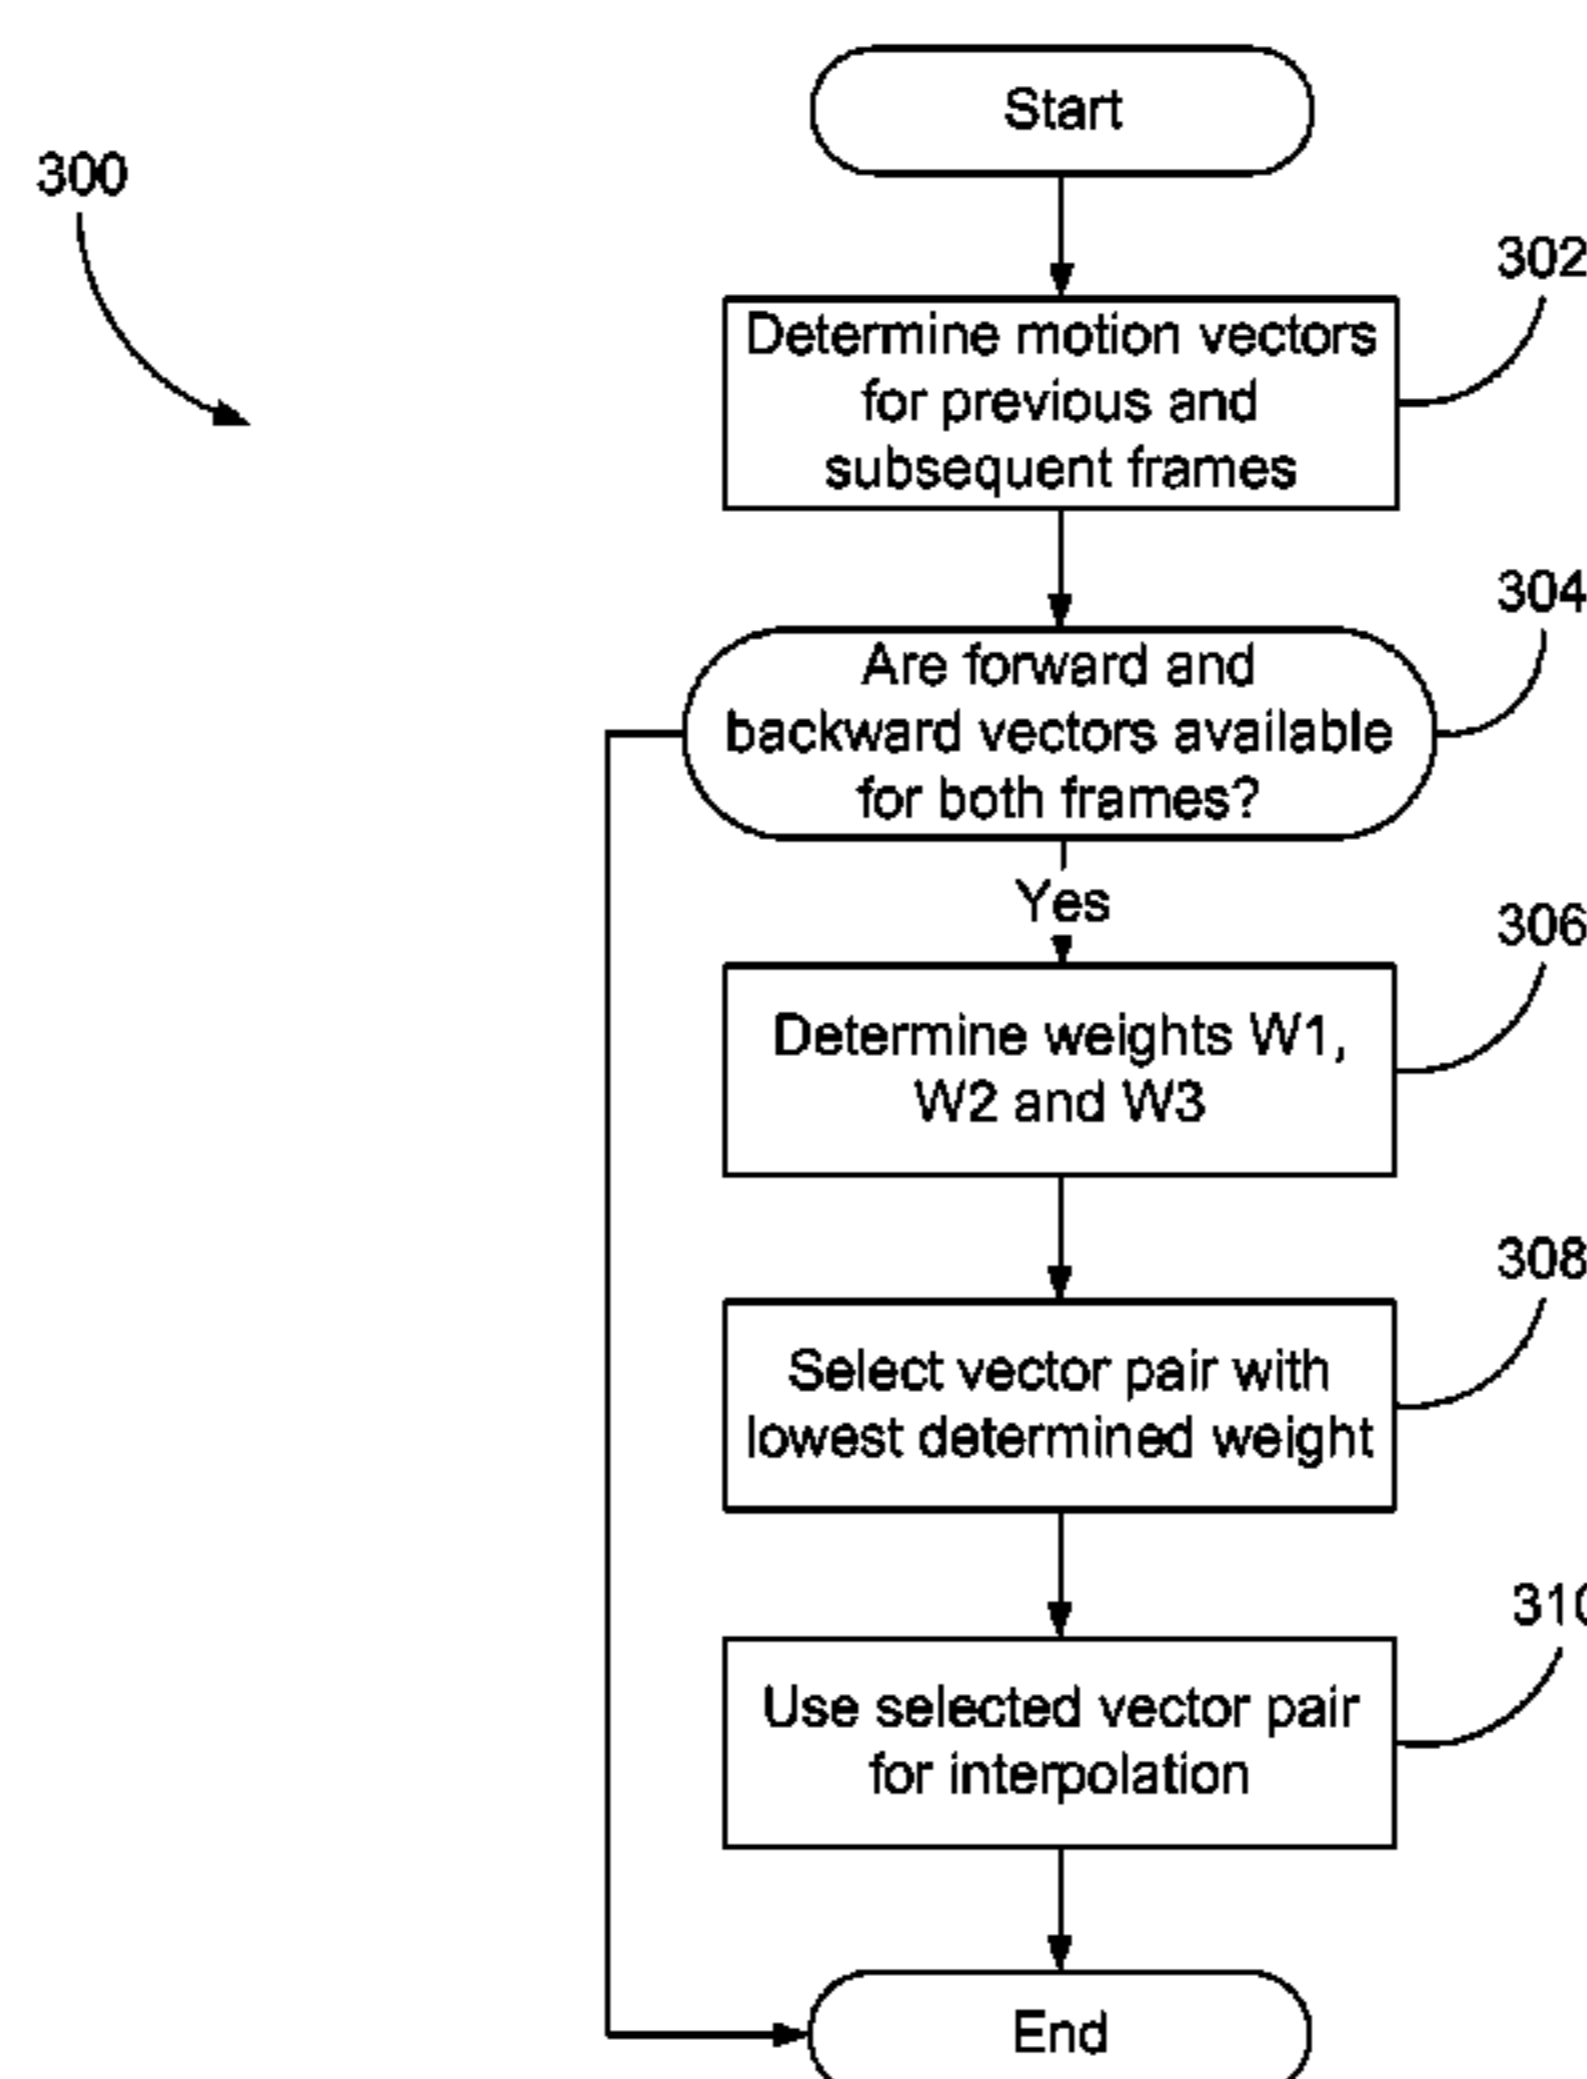 Start
300
302
Determine motion vectors
for previous and
subsequent frames
304
Are forward and
backward vectors available
for both frames?
Yes
306
Determine weights W1,
W2 and W3
308
Select vector pair with
lowest determined weight
310
Use selected vector pair
for interpolation
End